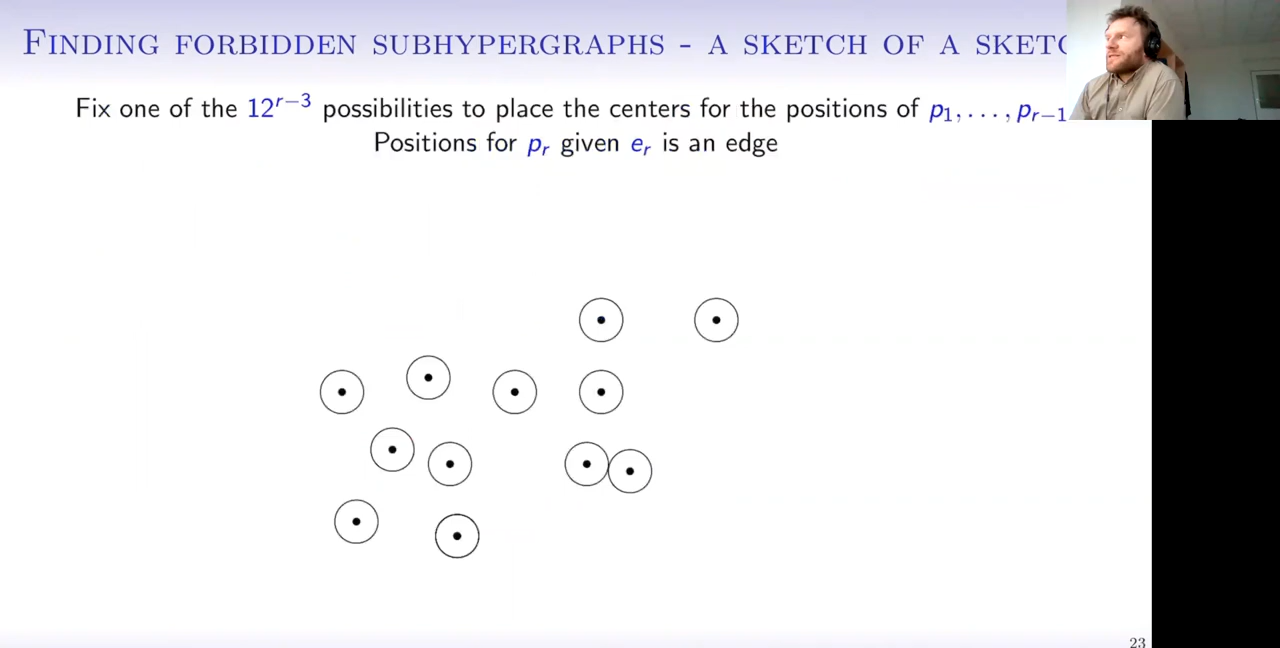 FINDING FORBIDDEN SUBHYPERGRAPHS - A SKETCH OF A
Fix one of the 12^{r−3} possibilities to place the centers for the positions of p_1, . . . , p_{r−1}
Positions for p_r given e_r is an edge
23